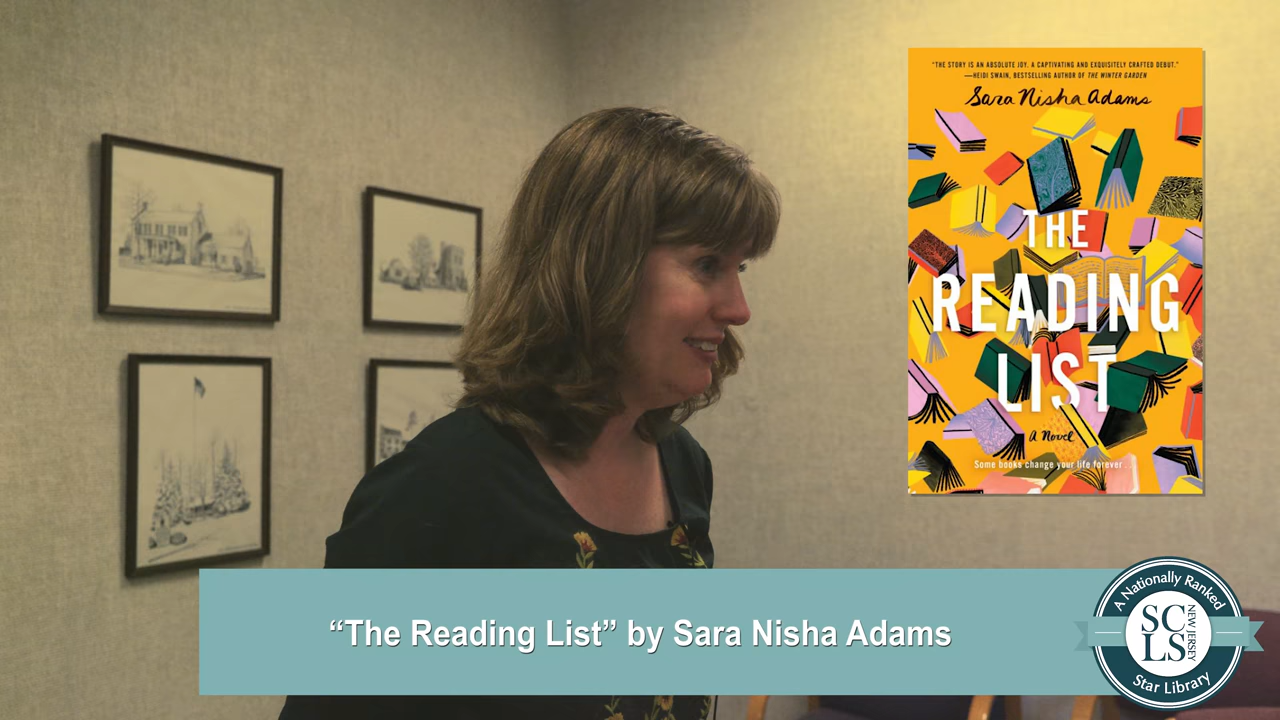 "THE STORY IS AN ABSOLUTE JOY. A CAPTIVATING AND EXQUISITELY CRAFTED DEBUT."
—HEIDI SWAIN, BESTSELLING AUTHOR OF THE WINTER GARDEN
Sara Nisha Adams
THE
READING
LIST
A Novel
Some books change your life forever . . .
“The Reading List” by Sara Nisha Adams
A Nationally Ranked
SC
LS
NEW JERSEY
Star Library